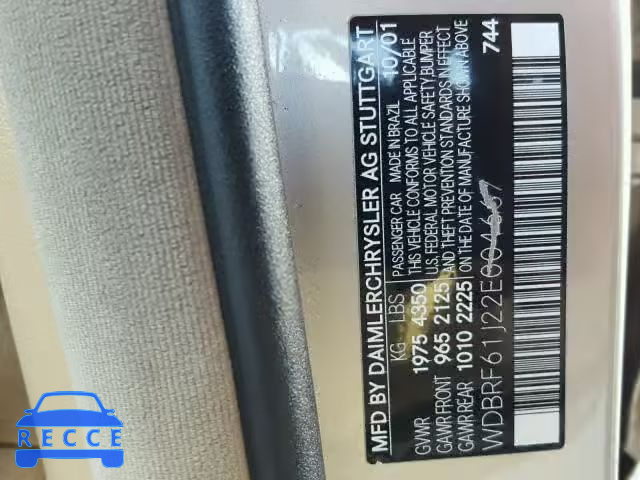 MFD BY DAIMLERCHRYSLER AG STUTTGART
KG LBS PASSENGER CAR MADE IN BRAZIL 10/01
GVWR 1975 4350 THIS VEHICLE CONFORMS TO ALL APPLICABLE
GAWR FRONT 965 2125 U.S. FEDERAL MOTOR VEHICLE SAFETY, BUMPER
GAWR REAR 1010 2225 AND THEFT PREVENTION STANDARDS IN EFFECT
ON THE DATE OF MANUFACTURE SHOWN ABOVE
WDBRF61J22E004667 744
RECCE